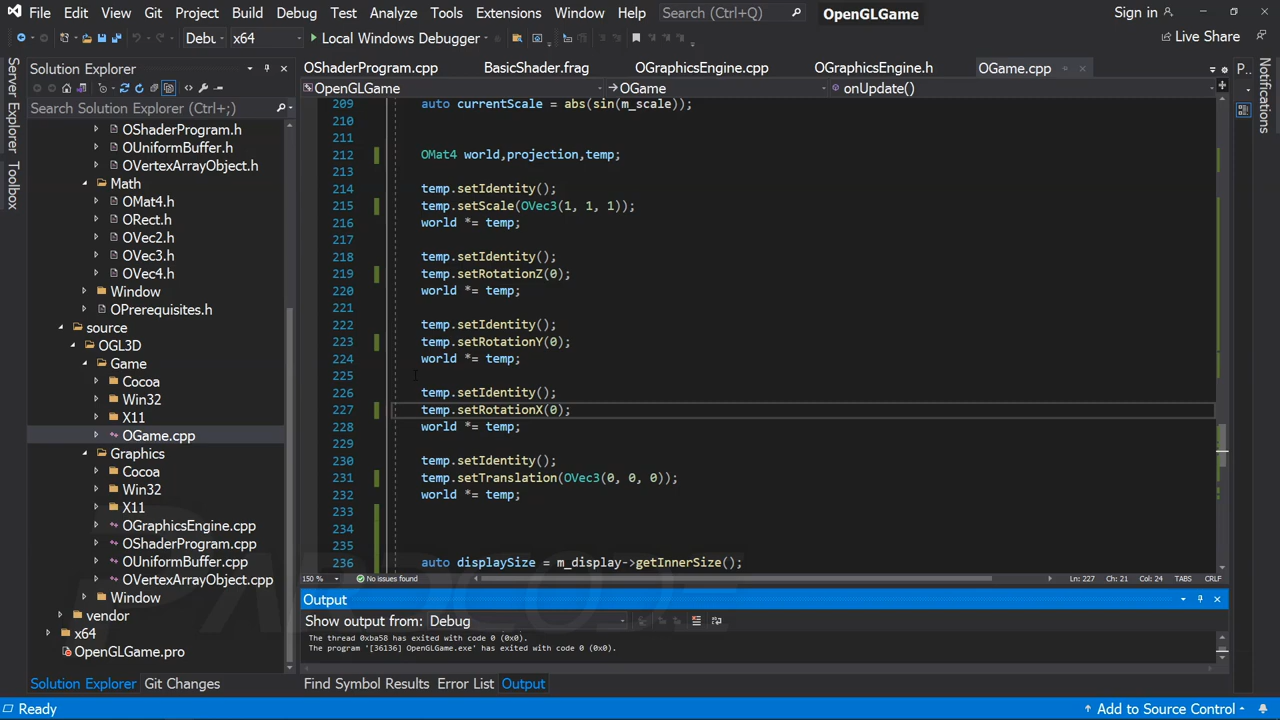 File Edit View Git Project Build Debug Test Analyze Tools Extensions Window Help Search (Ctrl+Q) OpenGLGame Sign in
Debu x64 Local Windows Debugger Live Share
Server Explorer
Toolbox
Solution Explorer
Search Solution Explorer (Ctrl+;)
OShaderProgram.h
OUniformBuffer.h
OVertexArrayObject.h
Math
OMat4.h
ORect.h
OVec2.h
OVec3.h
OVec4.h
Window
OPrerequisites.h
source
OGL3D
Game
Cocoa
Win32
X11
OGame.cpp
Graphics
Cocoa
Win32
X11
OGraphicsEngine.cpp
OShaderProgram.cpp
OUniformBuffer.cpp
OVertexArrayObject.cpp
Window
vendor
x64
OpenGLGame.pro
Solution Explorer Git Changes
OShaderProgram.cpp BasicShader.frag OGraphicsEngine.cpp OGraphicsEngine.h OGame.cpp
OpenGLGame OGame onUpdate()
209 auto currentScale = abs(sin(m_scale));
210
211
212 OMat4 world,projection,temp;
213
214 temp.setIdentity();
215 temp.setScale(OVec3(1, 1, 1));
216 world *= temp;
217
218 temp.setIdentity();
219 temp.setRotationZ(0);
220 world *= temp;
221
222 temp.setIdentity();
223 temp.setRotationY(0);
224 world *= temp;
225
226 temp.setIdentity();
227 temp.setRotationX(0);
228 world *= temp;
229
230 temp.setIdentity();
231 temp.setTranslation(OVec3(0, 0, 0));
232 world *= temp;
233
234
235
236 auto displaySize = m_display->getInnerSize();
150 % No issues found Ln: 227 Ch: 21 Col: 24 TABS CRLF
Output
Show output from: Debug
The thread 0xba58 has exited with code 0 (0x0).
The program '[36136] OpenGLGame.exe' has exited with code 0 (0x0).
Find Symbol Results Error List Output
P...
Notifications
PARDCODE
Ready Add to Source Control